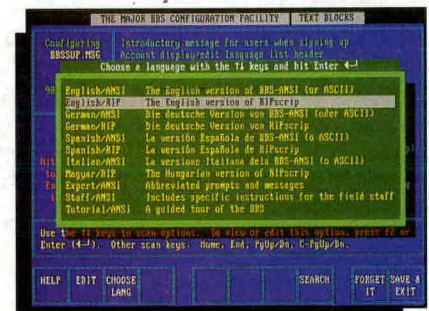 THE MAJOR BBS CONFIGURATION FACILITY TEXT BLOCKS
Configuring Introductory message for users when signing up
BBSSUP.MSG Account display/edit language list header
Choose a language with the ↑↓ keys and hit Enter ◄┘
English/ANSI The English version of BBS-ANSI (or ASCII)
English/RIP The English version of RIPscrip
German/ANSI Die deutsche Version von BBS-ANSI (oder ASCII)
German/RIP Die deutsche Version von RIPscrip
Spanish/ANSI La versión Española de BBS-ANSI (o ASCII)
Spanish/RIP La versión Española de RIPscrip
Italian/ANSI La versione Italiana dela BBS-ANSI (o ASCII)
Magyar/RIP The Hungarian version of RIPscrip
Expert/ANSI Abbreviated prompts and messages
Staff/ANSI Includes specific instructions for the field staff
Tutorial/ANSI A guided tour of the BBS
Use the ↑↓ keys to scan options. To view or edit this option, press F2 or
Enter (◄┘). Other scan keys: Home, End, PgUp/Dn, C-PgUp/Dn.
HELP EDIT CHOOSE SEARCH FORGET SAVE &
LANG IT EXIT